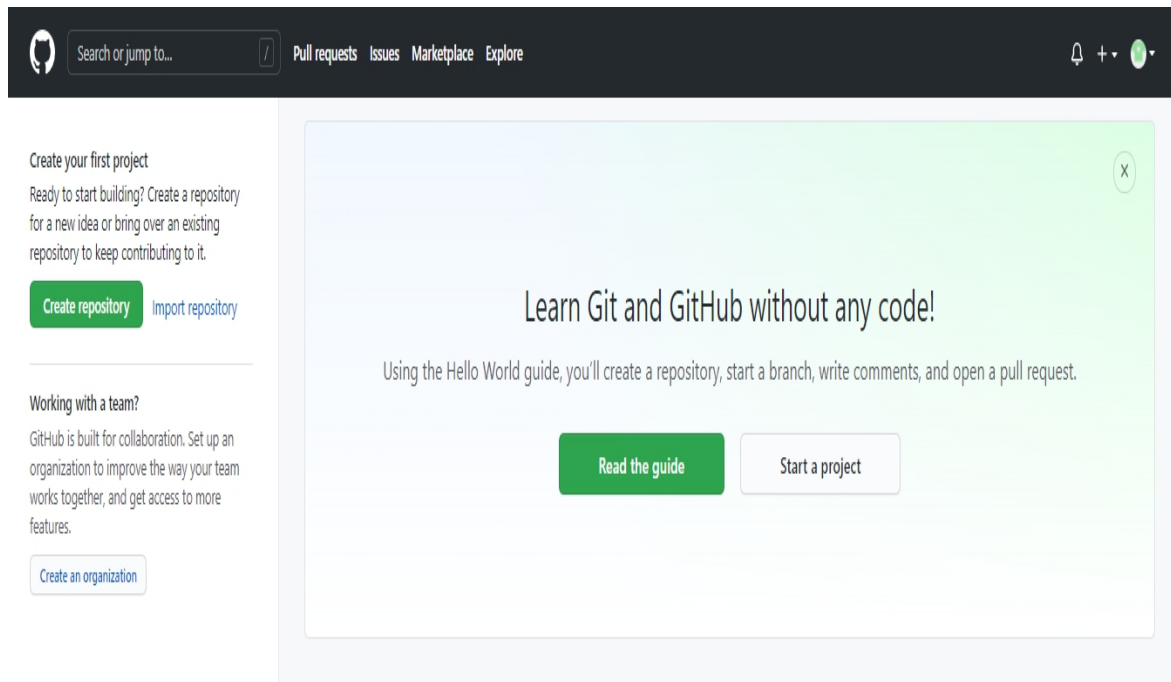 Search or jump to... /
Pull requests Issues Marketplace Explore
Create your first project
Ready to start building? Create a repository
for a new idea or bring over an existing
repository to keep contributing to it.
Create repository Import repository
Working with a team?
GitHub is built for collaboration. Set up an
organization to improve the way your team
works together, and get access to more
features.
Create an organization
Learn Git and GitHub without any code!
Using the Hello World guide, you’ll create a repository, start a branch, write comments, and open a pull request.
Read the guide Start a project